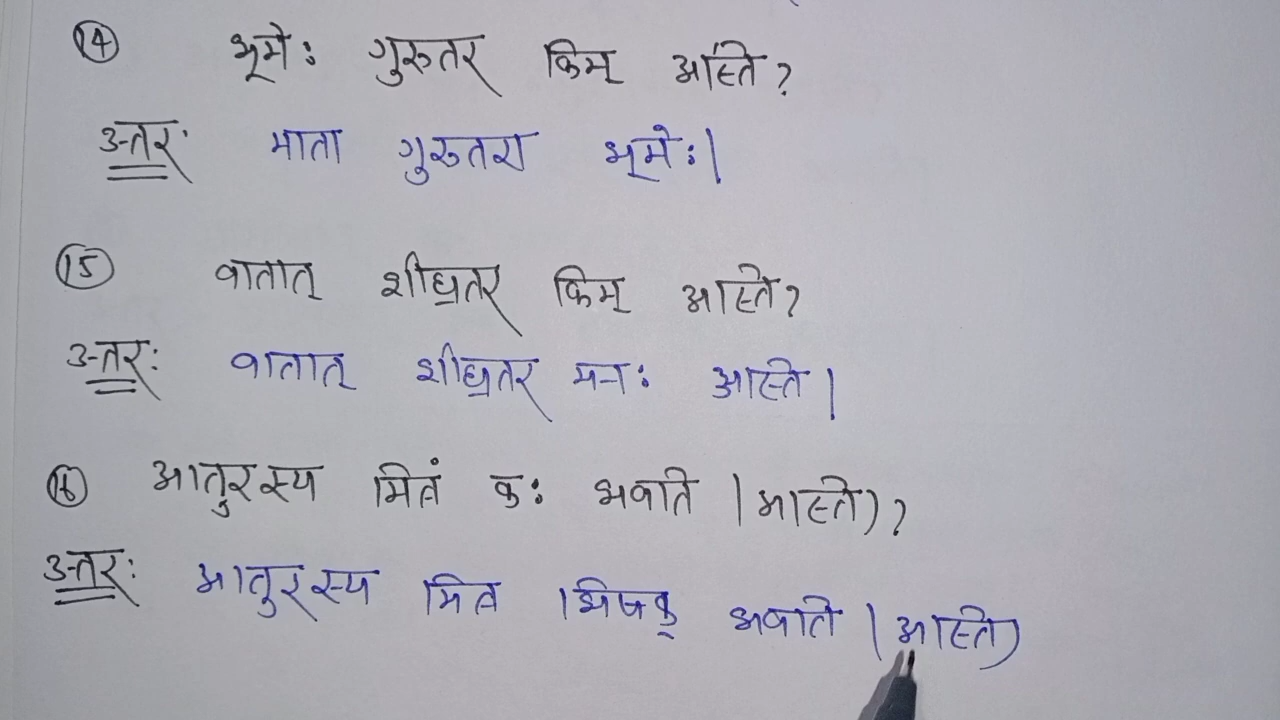 14 भूमेः गुरुतर किम् अस्ति?
उत्तर: माता गुरुतरा भूमेः|
15 वातात् शीघ्रतर किम् अस्ति?
उत्तर: वातात् शीघ्रतर मनः अस्ति|
16 आतुरस्य मित्रं कः भवति (अस्ति)?
उत्तर: आतुरस्य मित्र भिषक् भवति (अस्ति)